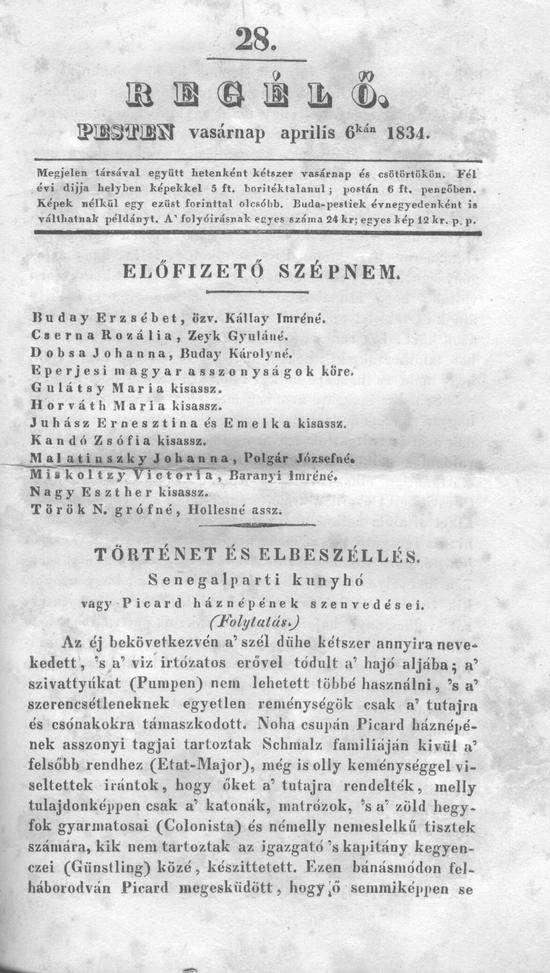 28.
REGÉLŐ.
PESTEN vasárnap aprilis 6kán 1834.
Megjelen társával együtt hetenként kétszer vasárnap és csötörtökön. Fél
évi dijja helyben képekkel 5 ft. boritéktalanul; postán 6 ft. pengőben.
Képek nélkül egy ezüst forinttal olcsóbb. Buda-pestiek évnegyedenként is
válthatnak példányt. A' folyóirásnak egyes száma 24 kr; egyes kép 12 kr. p. p.
ELŐFIZETŐ SZÉPNEM.
Buday Erzsébet, özv. Kállay Imréné.
Cserna Rozália, Zeyk Gyuláné.
Dobsa Johanna, Buday Károlyné.
Eperjesi magyar asszonyságok köre.
Gulátsy Maria kisassz.
Horváth Maria kisassz.
Juhász Ernesztina és Emelka kisassz.
Kandó Zsófia kisassz.
Malatinszky Johanna, Polgár Józsefné.
Miskoltzy Victoria, Baranyi Imréné.
Nagy Eszther kisassz.
Török N. grófné, Hollesné assz.
TÖRTÉNET ÉS ELBESZÉLLÉS.
Senegalparti kunyhó
vagy Picard háznépének szenvedései.
(Folytatás.)
Az éj bekövetkezvén a' szél dühe kétszer annyira neve-
kedett, 's a' viz irtózatos erővel tódult a' hajó aljába; a'
szivattyúkat (Pumpen) nem lehetett többé használni, 's a'
szerencsétleneknek egyetlen reménységök csak a' tutajra
és csónakokra támaszkodott. Noha csupán Picard háznépé-
nek asszonyi tagjai tartoztak Schmalz familiáján kivül a'
felsőbb rendhez (Etat-Major), még is olly keménységgel vi-
seltettek irántok, hogy őket a' tutajra rendelték, melly
tulajdonképpen csak a' katonák, matrózok, 's a' zöld hegy-
fok gyarmatosai (Colonista) és némelly nemeslelkű tisztek
számára, kik nem tartoztak az igazgató 's kapitány kegyen-
czei (Günstling) közé, készittetett. Ezen bánásmódon fel-
háborodván Picard megesküdött, hogy ő semmiképpen se